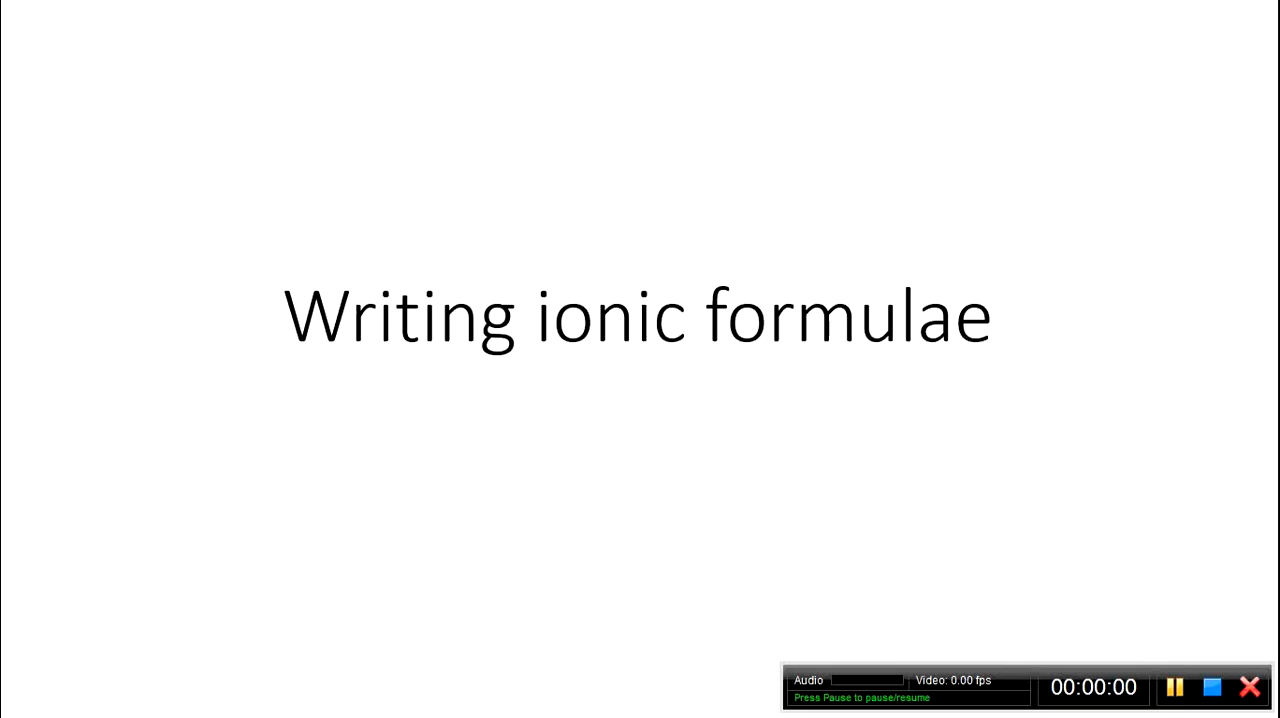 Writing ionic formulae
Audio
Video: 0.00 fps
Press Pause to pause/resume
00:00:00